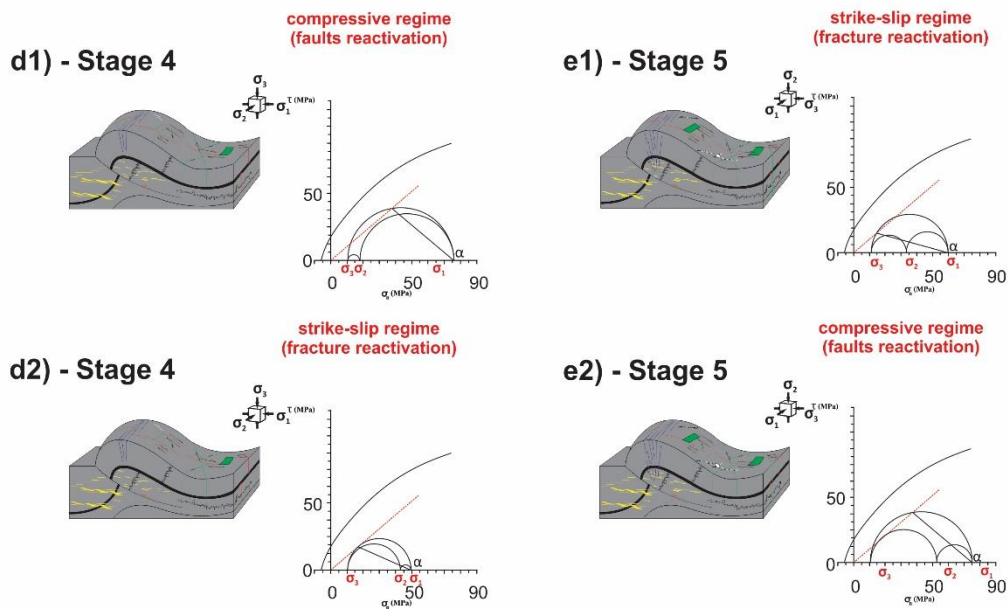 compressive regime
(faults reactivation)
d1) - Stage 4
σ₃
σ₂
σ₁
τ (MPa)
50
0
α
σ₃ σ₂
σ₁
0
50
90
σₙ (MPa)
strike-slip regime
(fracture reactivation)
e1) - Stage 5
σ₂
σ₁
σ₃
τ (MPa)
50
0
α
σ₃
σ₂
σ₁
0
50
90
σₙ (MPa)
strike-slip regime
(fracture reactivation)
d2) - Stage 4
σ₃
σ₂
σ₁
τ (MPa)
50
0
α
σ₃
σ₂ σ₁
0
50
90
σₙ (MPa)
compressive regime
(faults reactivation)
e2) - Stage 5
σ₂
σ₁
σ₃
τ (MPa)
50
0
α
σ₃
σ₂
σ₁
0
50
90
σₙ (MPa)